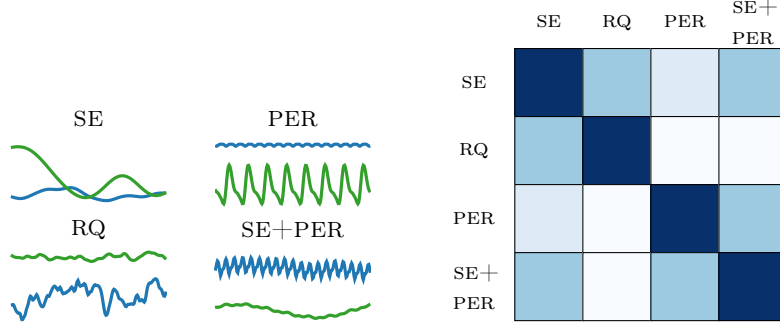 SE PER
RQ SE+PER
SE RQ PER SE+
PER
SE
RQ
PER
SE+
PER